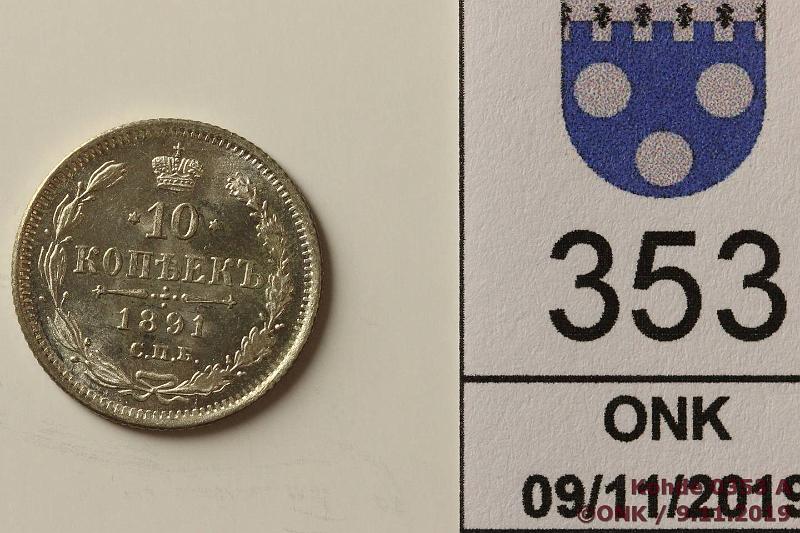 10
КОПѢЕКЪ
1891
С.П.Б.
353
ONK
09/11/2019
Kohde 0353 A
©ONK / 9.11.2019